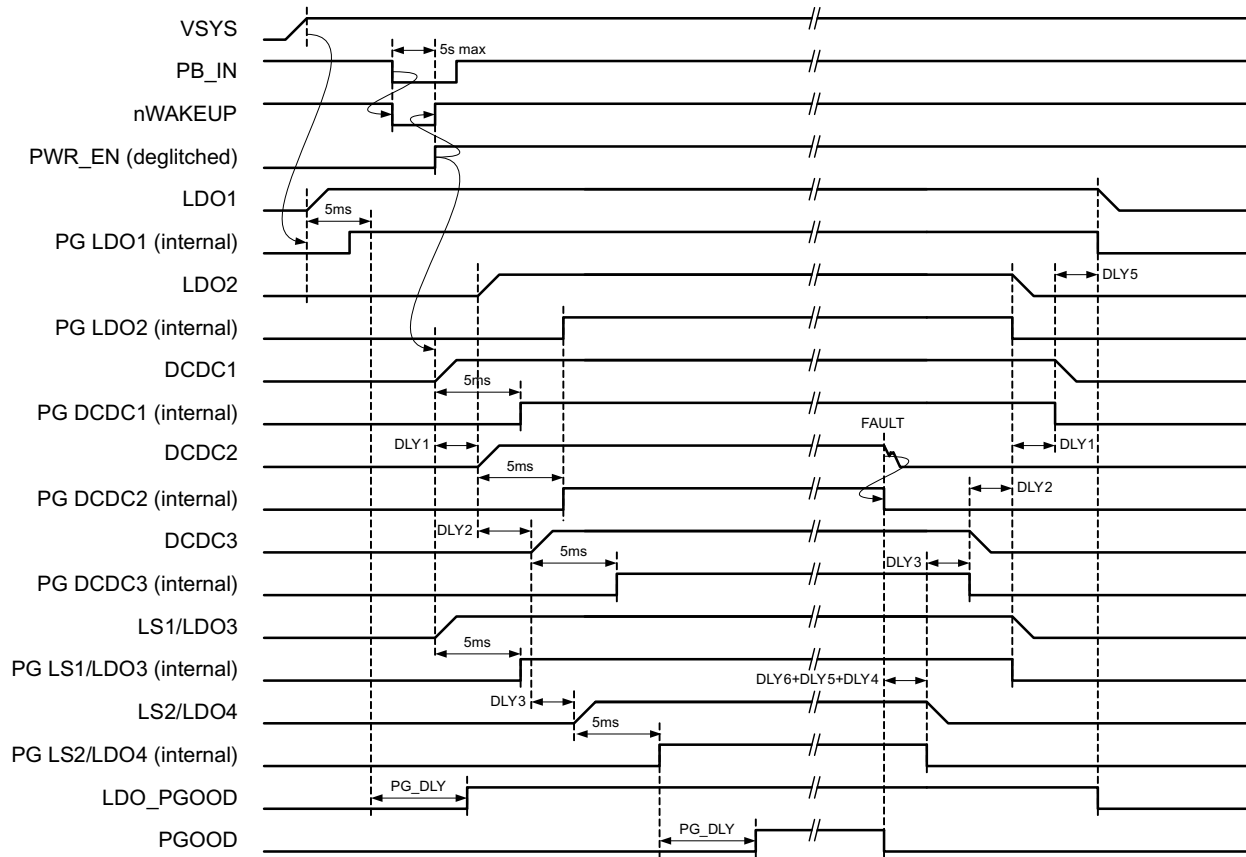 VSYS
5s max
PB_IN
nWAKEUP
PWR_EN (deglitched)
LDO1
5ms
PG LDO1 (internal)
LDO2
DLY5
PG LDO2 (internal)
DCDC1
5ms
PG DCDC1 (internal)
FAULT
DLY1
DLY1
DCDC2
5ms
DLY2
PG DCDC2 (internal)
DLY2
DCDC3
5ms
DLY3
PG DCDC3 (internal)
LS1/LDO3
5ms
PG LS1/LDO3 (internal)
DLY6+DLY5+DLY4
DLY3
LS2/LDO4
5ms
PG LS2/LDO4 (internal)
PG_DLY
LDO_PGOOD
PG_DLY
PGOOD